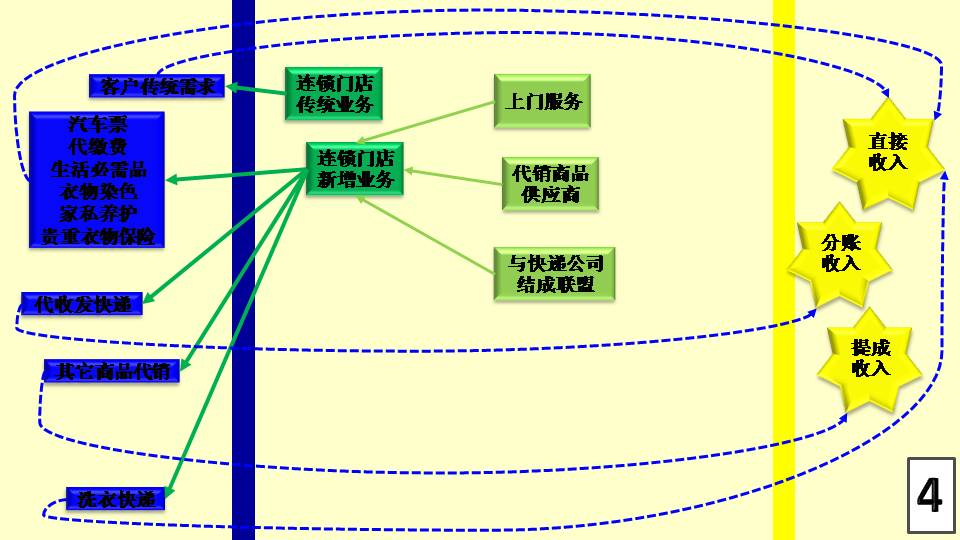 客户传统需求
汽车票
代缴费
生活必需品
衣物染色
家私养护
贵重衣物保险
代收发快递
其它商品代销
洗衣快递
连锁门店
传统业务
连锁门店
新增业务
上门服务
代销商品
供应商
与快递公司
结成联盟
直接
收入
分账
收入
提成
收入
4